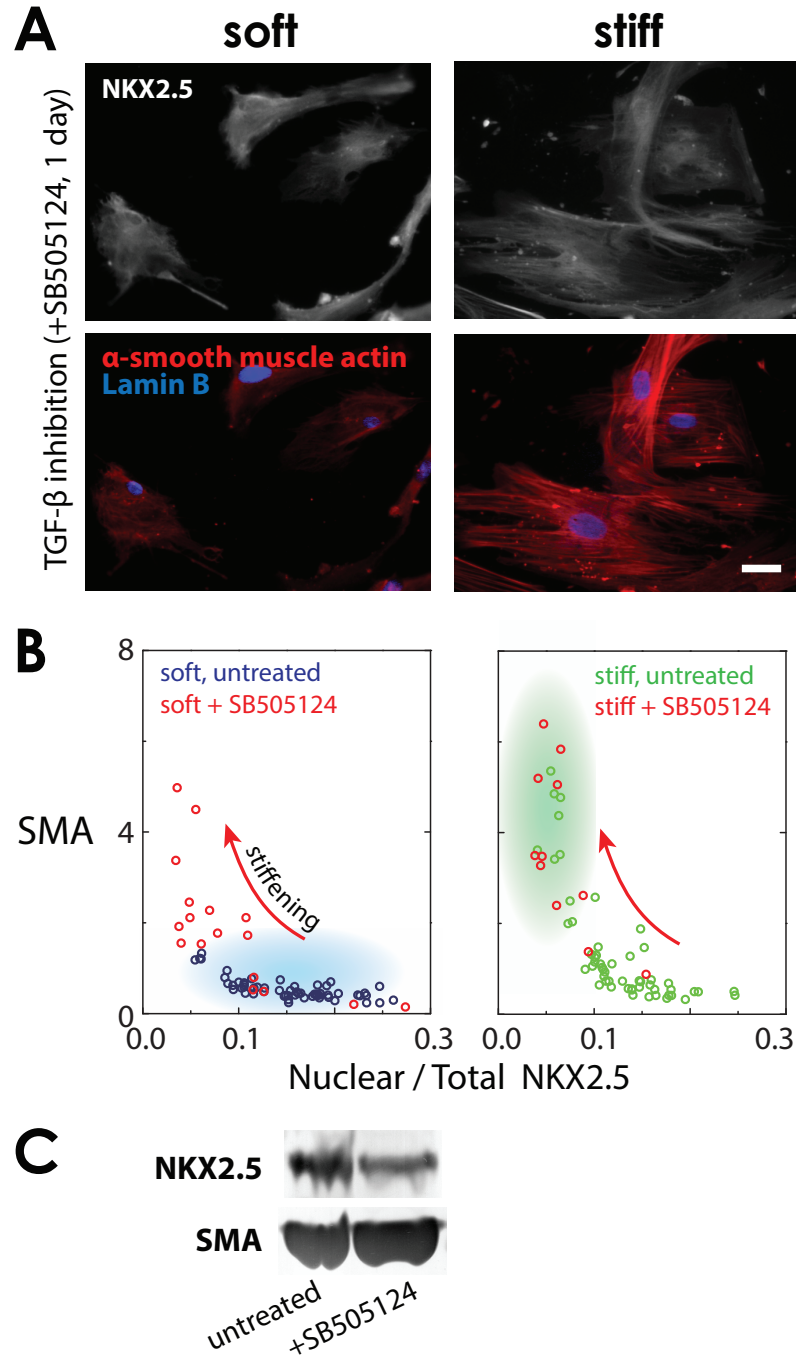 A
soft
stiff
TGF-β inhibition (+SB505124, 1 day)
NKX2.5
α-smooth muscle actin
Lamin B
B
8
4
0
SMA
soft, untreated
soft + SB505124
stiffening
stiff, untreated
stiff + SB505124
0.0
0.1
0.3
0.0
0.1
0.3
Nuclear / Total NKX2.5
C
NKX2.5
SMA
untreated
+SB505124